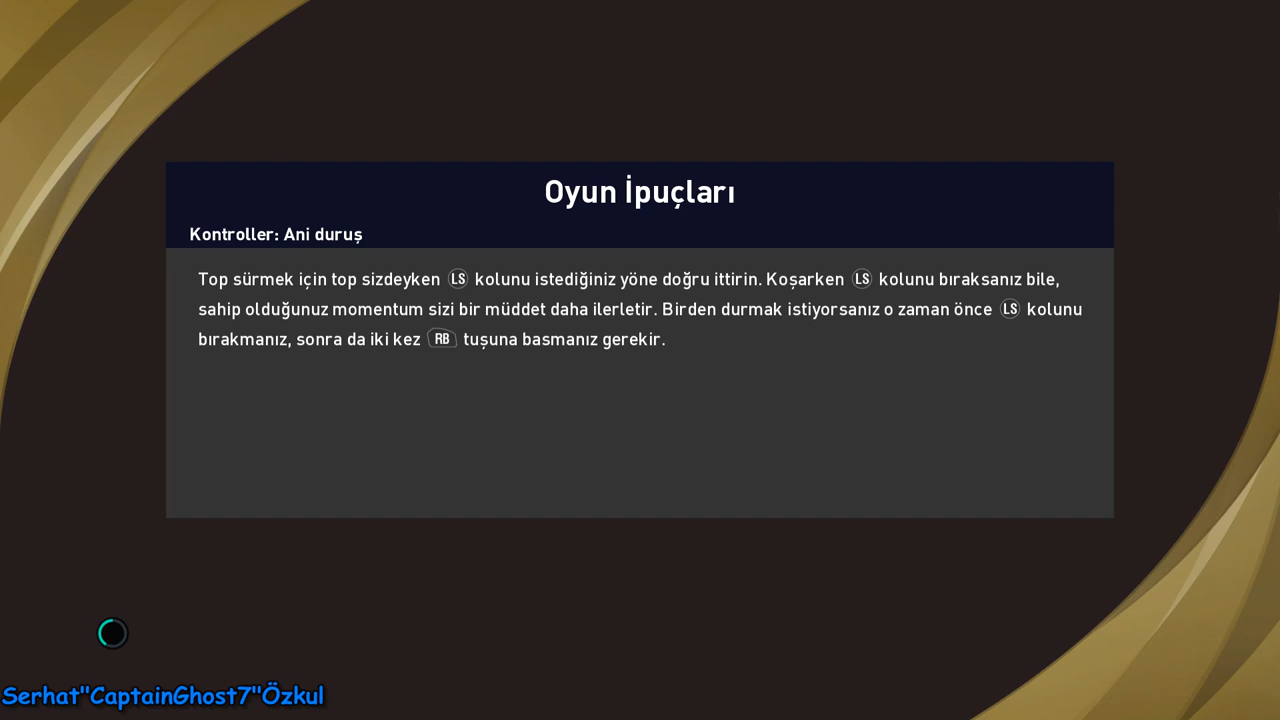 Oyun İpuçları
Kontroller: Ani duruş
Top sürmek için top sizdeyken LS kolunu istediğiniz yöne doğru ittirin. Koşarken LS kolunu bıraksanız bile,
sahip olduğunuz momentum sizi bir müddet daha ilerletir. Birden durmak istiyorsanız o zaman önce LS kolunu
bırakmanız, sonra da iki kez RB tuşuna basmanız gerekir.
Serhat"CaptainGhost7"Özkul